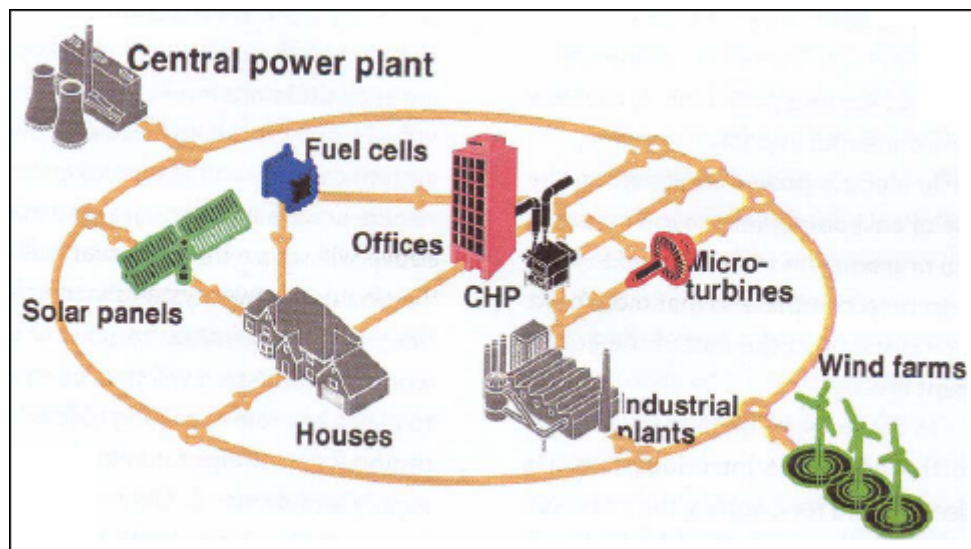 Central power plant
Fuel cells
Offices
CHP
Micro-
turbines
Solar panels
Houses
Industrial
plants
Wind farms